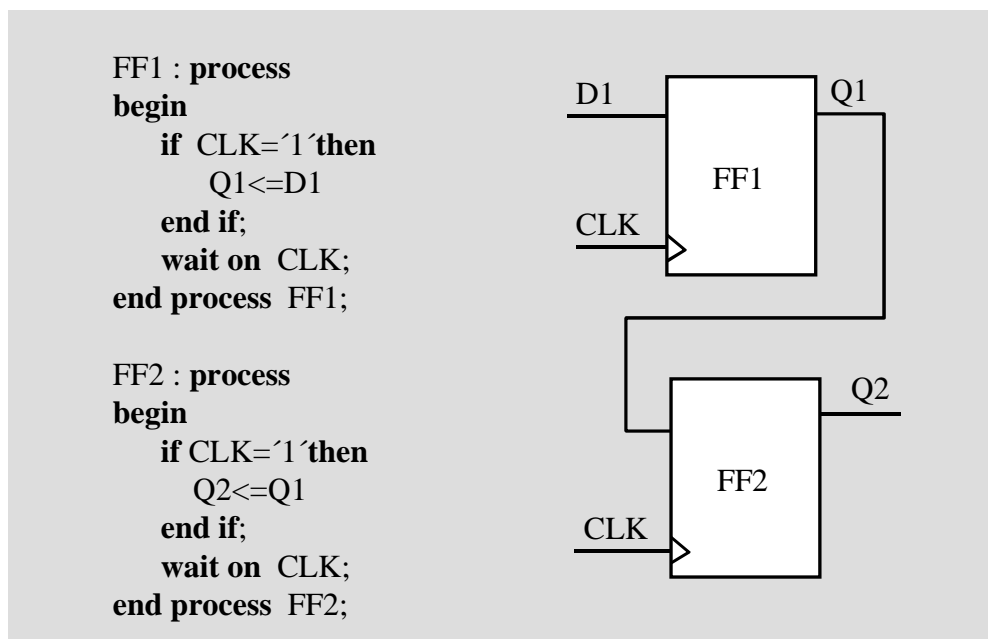 FF1 : process
begin
if CLK=´1´then
Q1<=D1
end if;
wait on CLK;
end process FF1;
FF2 : process
begin
if CLK=´1´then
Q2<=Q1
end if;
wait on CLK;
end process FF2;
D1
Q1
FF1
CLK
Q2
FF2
CLK